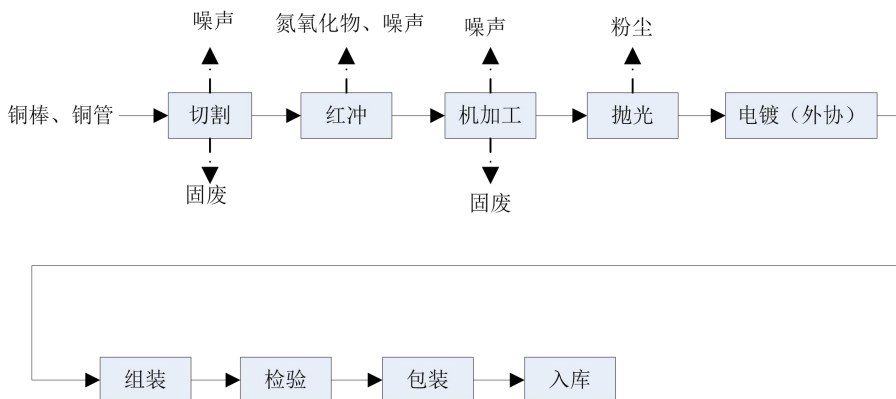 噪声
氮氧化物、噪声
噪声
粉尘
铜棒、铜管
切割
红冲
机加工
抛光
电镀（外协）
固废
固废
组装
检验
包装
入库